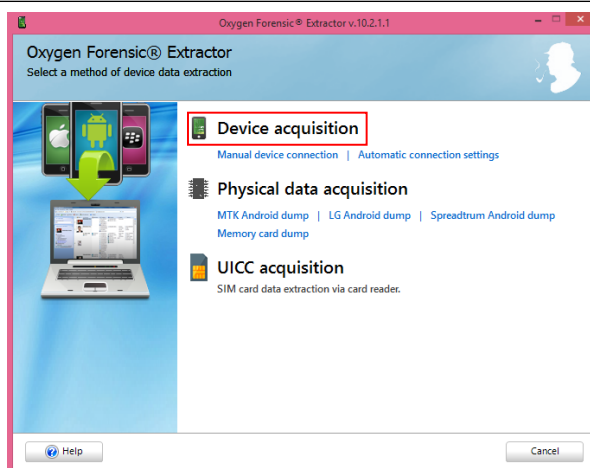 Oxygen Forensic® Extractor v.10.2.1.1
Oxygen Forensic® Extractor
Select a method of device data extraction
Device acquisition
Manual device connection | Automatic connection settings
Physical data acquisition
MTK Android dump | LG Android dump | Spreadtrum Android dump
Memory card dump
UICC acquisition
SIM card data extraction via card reader.
Help
Cancel